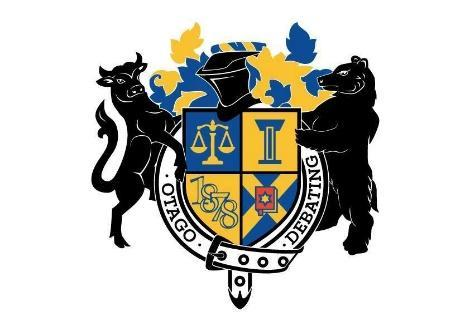 1878
· OTAGO · DEBATING